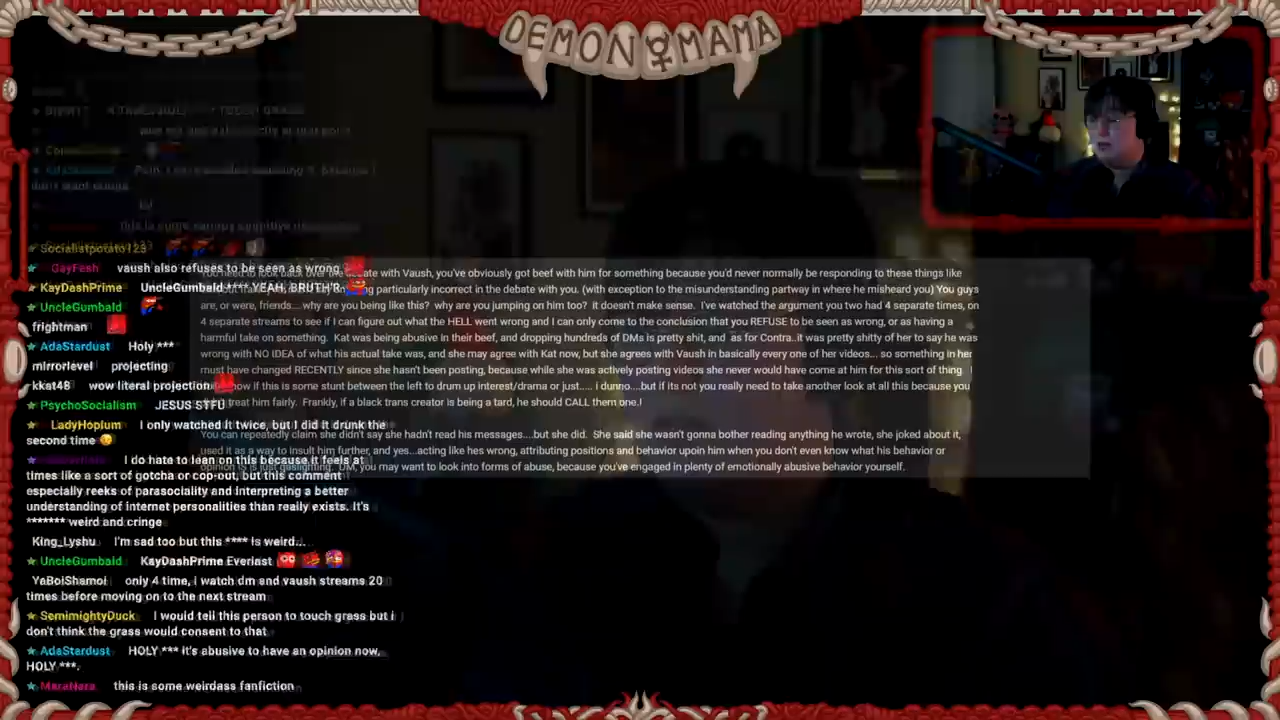 DEMON MAMA
Socialistpotato123
GayFesh vaush also refuses to be seen as wrong
KayDashPrime UncleGumbald **** YEAH, BRUTH'R
UncleGumbald
frightman
AdaStardust Holy ***
mirrorlevel projecting
kkat48 wow literal projection
PsychoSocialism JESUS STFU
LadyHopium I only watched it twice, but I did it drunk the
second time
I do hate to lean on this because it feels at
times like a sort of gotcha or cop-out, but this comment
especially reeks of parasociality and interpreting a better
understanding of internet personalities than really exists. It's
******* weird and cringe
King_Lyshu I'm sad too but this **** is weird...
UncleGumbald KayDashPrime Everlast
YaBoiShamoi only 4 time, I watch dm and vaush streams 20
times before moving on to the next stream
SemimightyDuck I would tell this person to touch grass but i
don't think the grass would consent to that
AdaStardust HOLY *** it's abusive to have an opinion now,
HOLY ***.
MaraNara this is some weirdass fanfiction
You need to look back over the debate with Vaush, you've obviously got beef with him for something because you'd never normally be responding to these things like
particularly incorrect in the debate with you. (with exception to the misunderstanding partway in where he misheard you) You guys
are, or were, friends... why are you being like this? why are you jumping on him too? it doesn't make sense. I've watched the argument you two had 4 separate times, on
4 separate streams to see if I can figure out what the HELL went wrong and I can only come to the conclusion that you REFUSE to be seen as wrong, or as having a
harmful take on something. Kat was being abusive in their beef, and dropping hundreds of DMs is pretty shit, and as for Contra..it was pretty shitty of her to say he was
wrong with NO IDEA of what his actual take was, and she may agree with Kat now, but she agrees with Vaush in basically every one of her videos... so something in her
must have changed RECENTLY since she hasn't been posting, because while she was actively posting videos she never would have come at him for this sort of thing. I
know if this is some stunt between the left to drum up interest/drama or just..... i dunno....but if its not you really need to take another look at all this because you
treat him fairly. Frankly, if a black trans creator is being a tard, he should CALL them one.!
You can repeatedly claim she didn't say she hadn't read his messages....but she did. She said she wasn't gonna bother reading anything he wrote, she joked about it,
used it as a way to insult him further, and yes...acting like hes wrong, attributing positions and behavior upoin him when you don't even know what his behavior or
opinion IS is just gaslighting. DM, you may want to look into forms of abuse, because you've engaged in plenty of emotionally abusive behavior yourself.